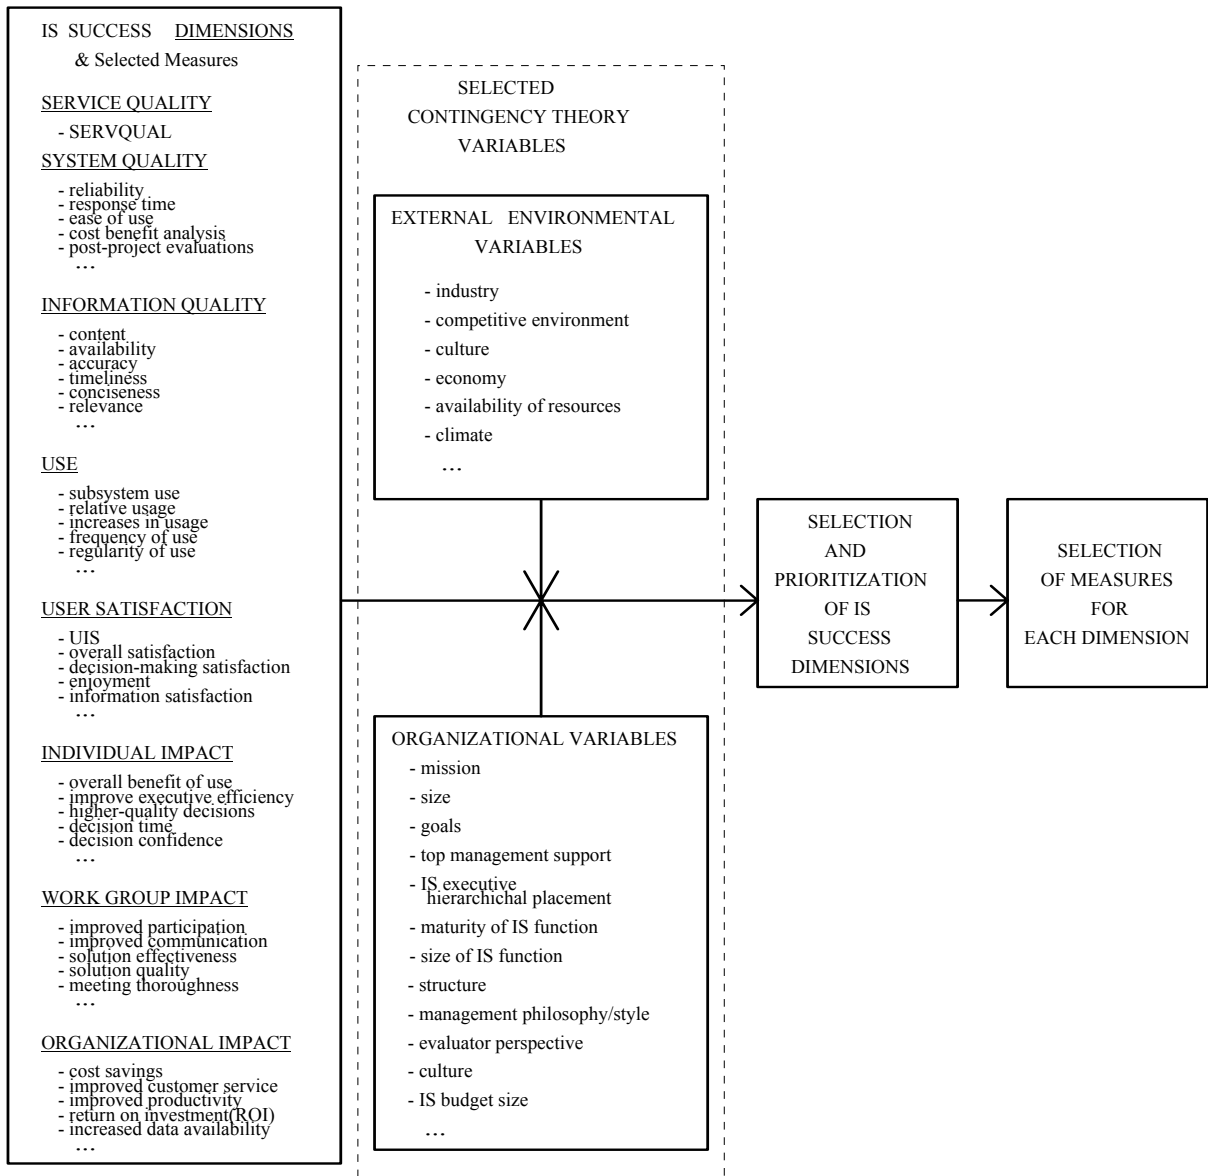 IS SUCCESS DIMENSIONS
& Selected Measures
SERVICE QUALITY
- SERVQUAL
SYSTEM QUALITY
- reliability
- response time
- ease of use
- cost benefit analysis
- post-project evaluations
...
INFORMATION QUALITY
- content
- availability
- accuracy
- timeliness
- conciseness
- relevance
...
USE
- subsystem use
- relative usage
- increases in usage
- frequency of use
- regularity of use
...
USER SATISFACTION
- UIS
- overall satisfaction
- decision-making satisfaction
- enjoyment
- information satisfaction
...
INDIVIDUAL IMPACT
- overall benefit of use
- improve executive efficiency
- higher-quality decisions
- decision time
- decision confidence
...
WORK GROUP IMPACT
- improved participation
- improved communication
- solution effectiveness
- solution quality
- meeting thoroughness
...
ORGANIZATIONAL IMPACT
- cost savings
- improved customer service
- improved productivity
- return on investment(ROI)
- increased data availability
...
SELECTED
CONTINGENCY THEORY
VARIABLES
EXTERNAL ENVIRONMENTAL
VARIABLES
- industry
- competitive environment
- culture
- economy
- availability of resources
- climate
...
ORGANIZATIONAL VARIABLES
- mission
- size
- goals
- top management support
- IS executive
hierarchichal placement
- maturity of IS function
- size of IS function
- structure
- management philosophy/style
- evaluator perspective
- culture
- IS budget size
...
SELECTION
AND
PRIORITIZATION
OF IS
SUCCESS
DIMENSIONS
SELECTION
OF MEASURES
FOR
EACH DIMENSION